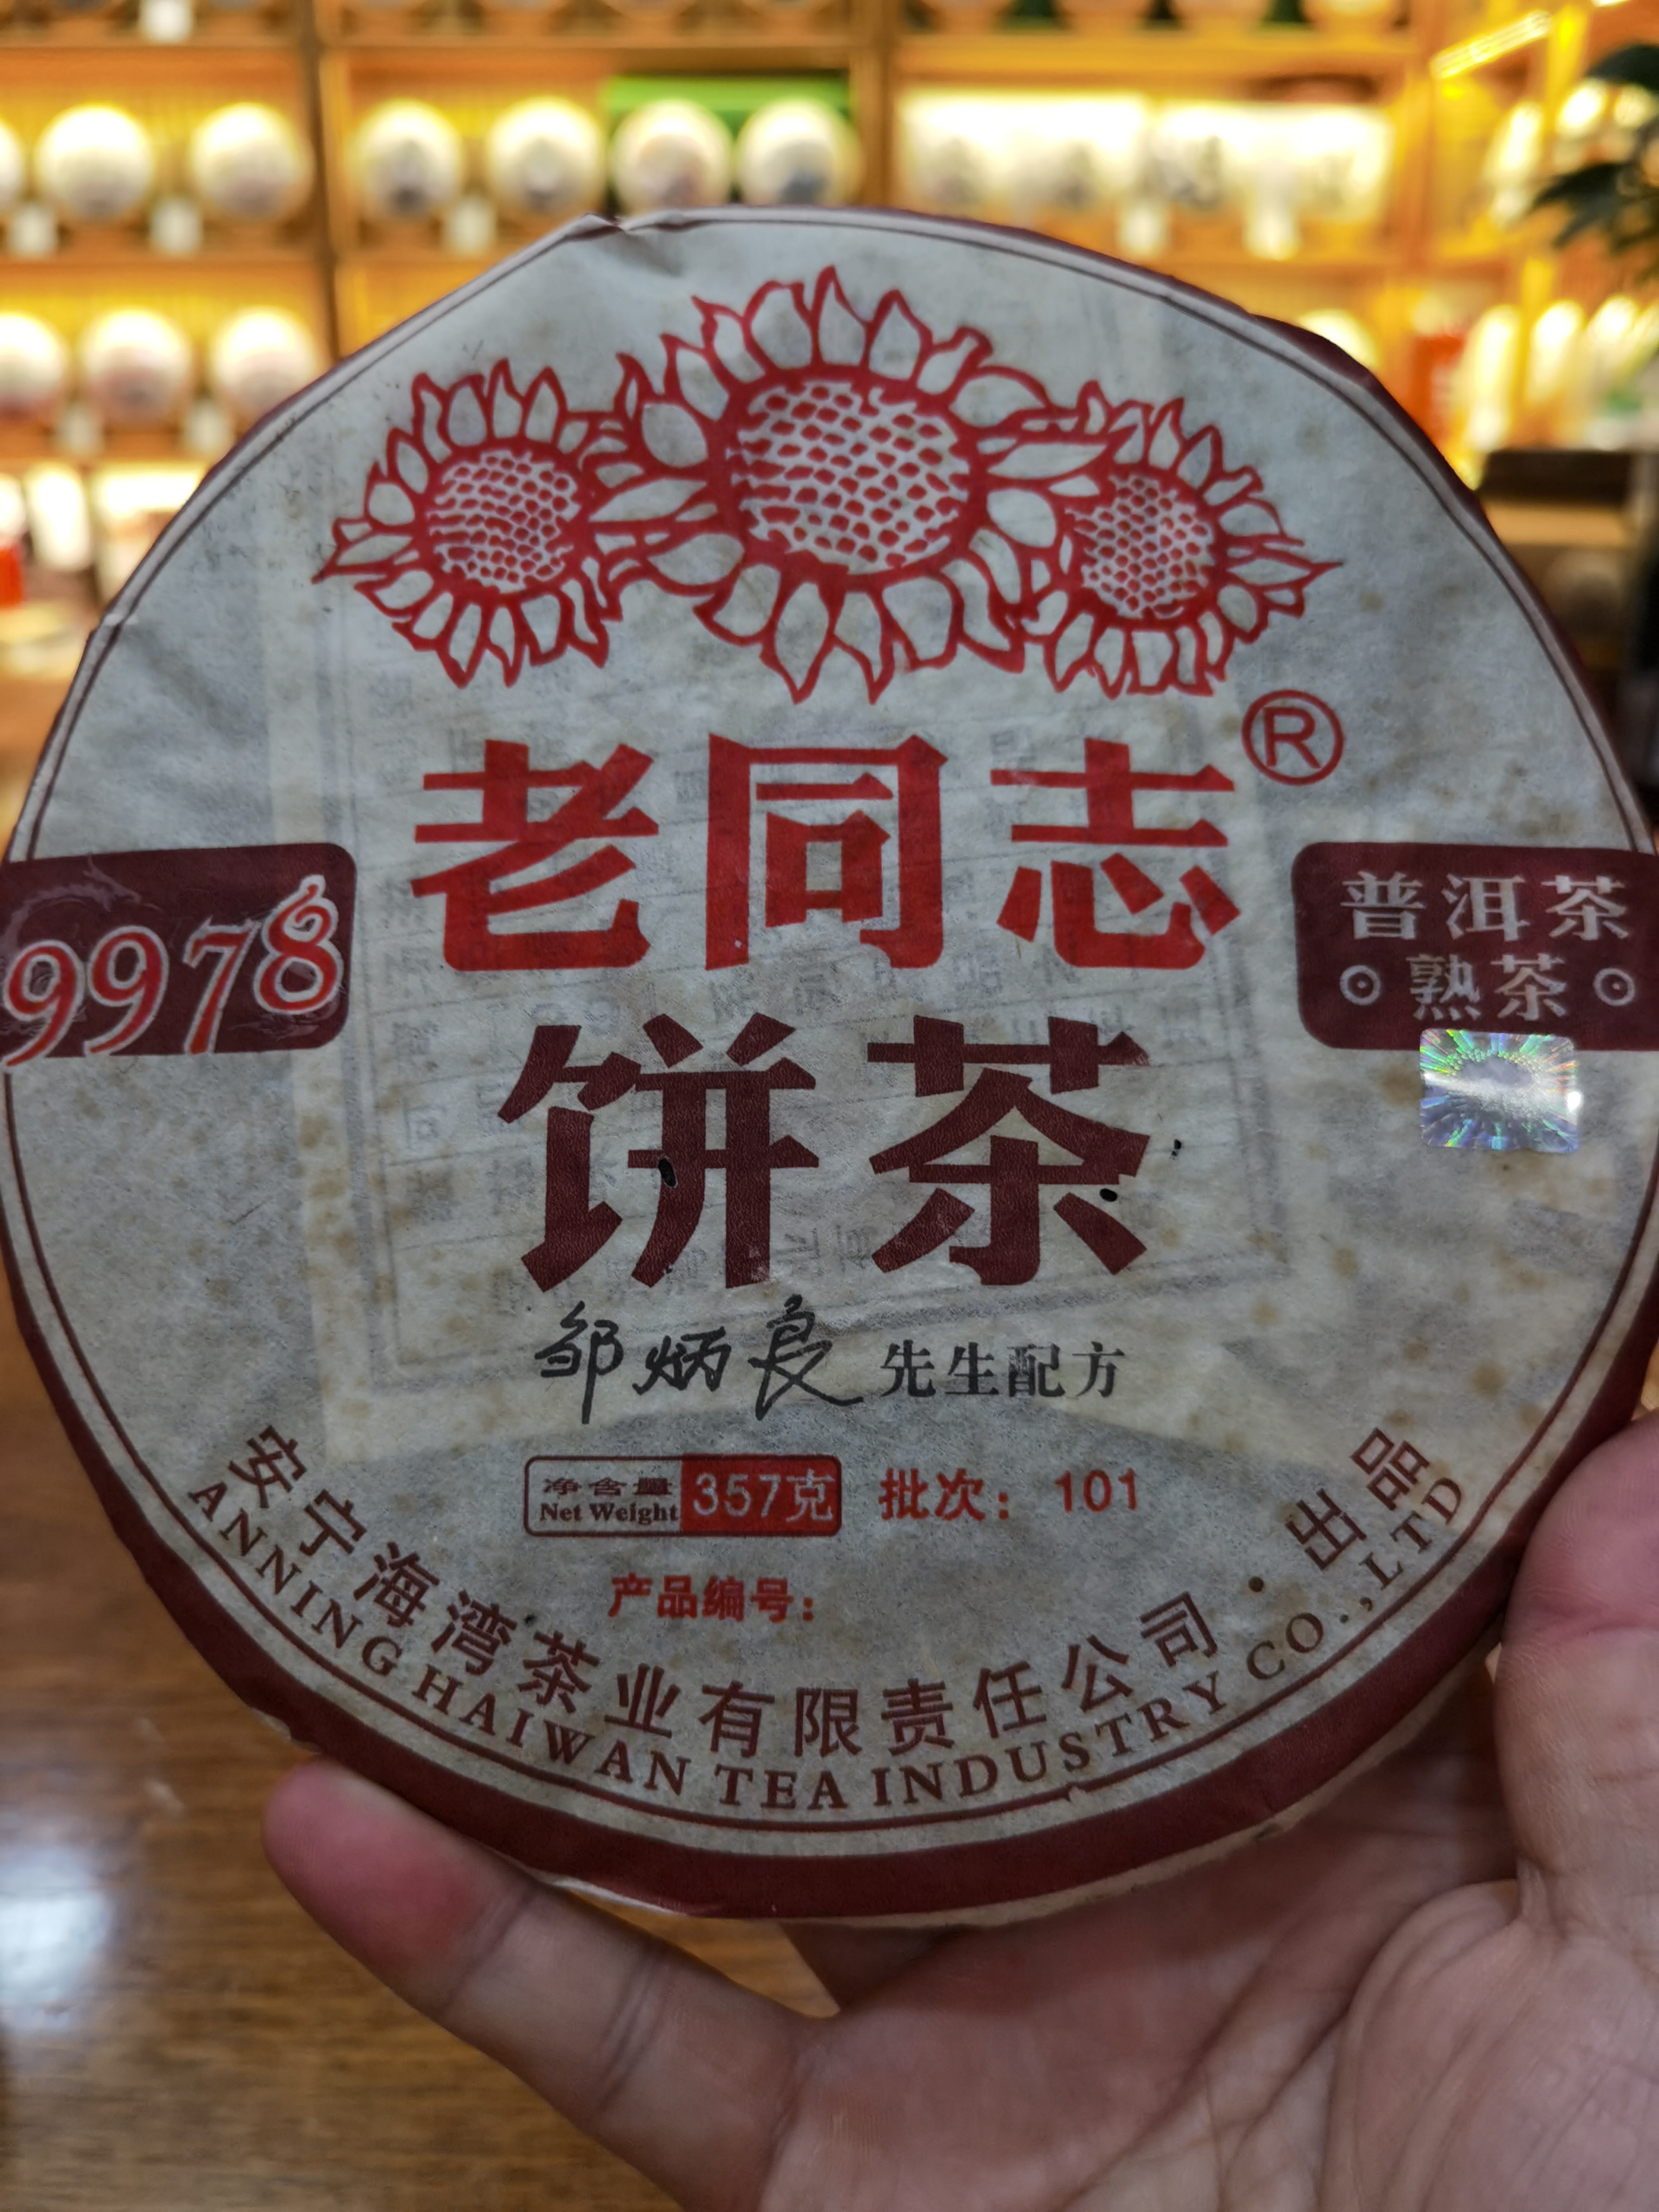 老同志®
9978
普洱茶
熟茶
饼茶
邹炳良 先生配方
净含量
Net Weight
357克
批次：101
产品编号：
安宁海湾茶业有限责任公司·出品
ANNING HAIWAN TEA INDUSTRY CO.,LTD